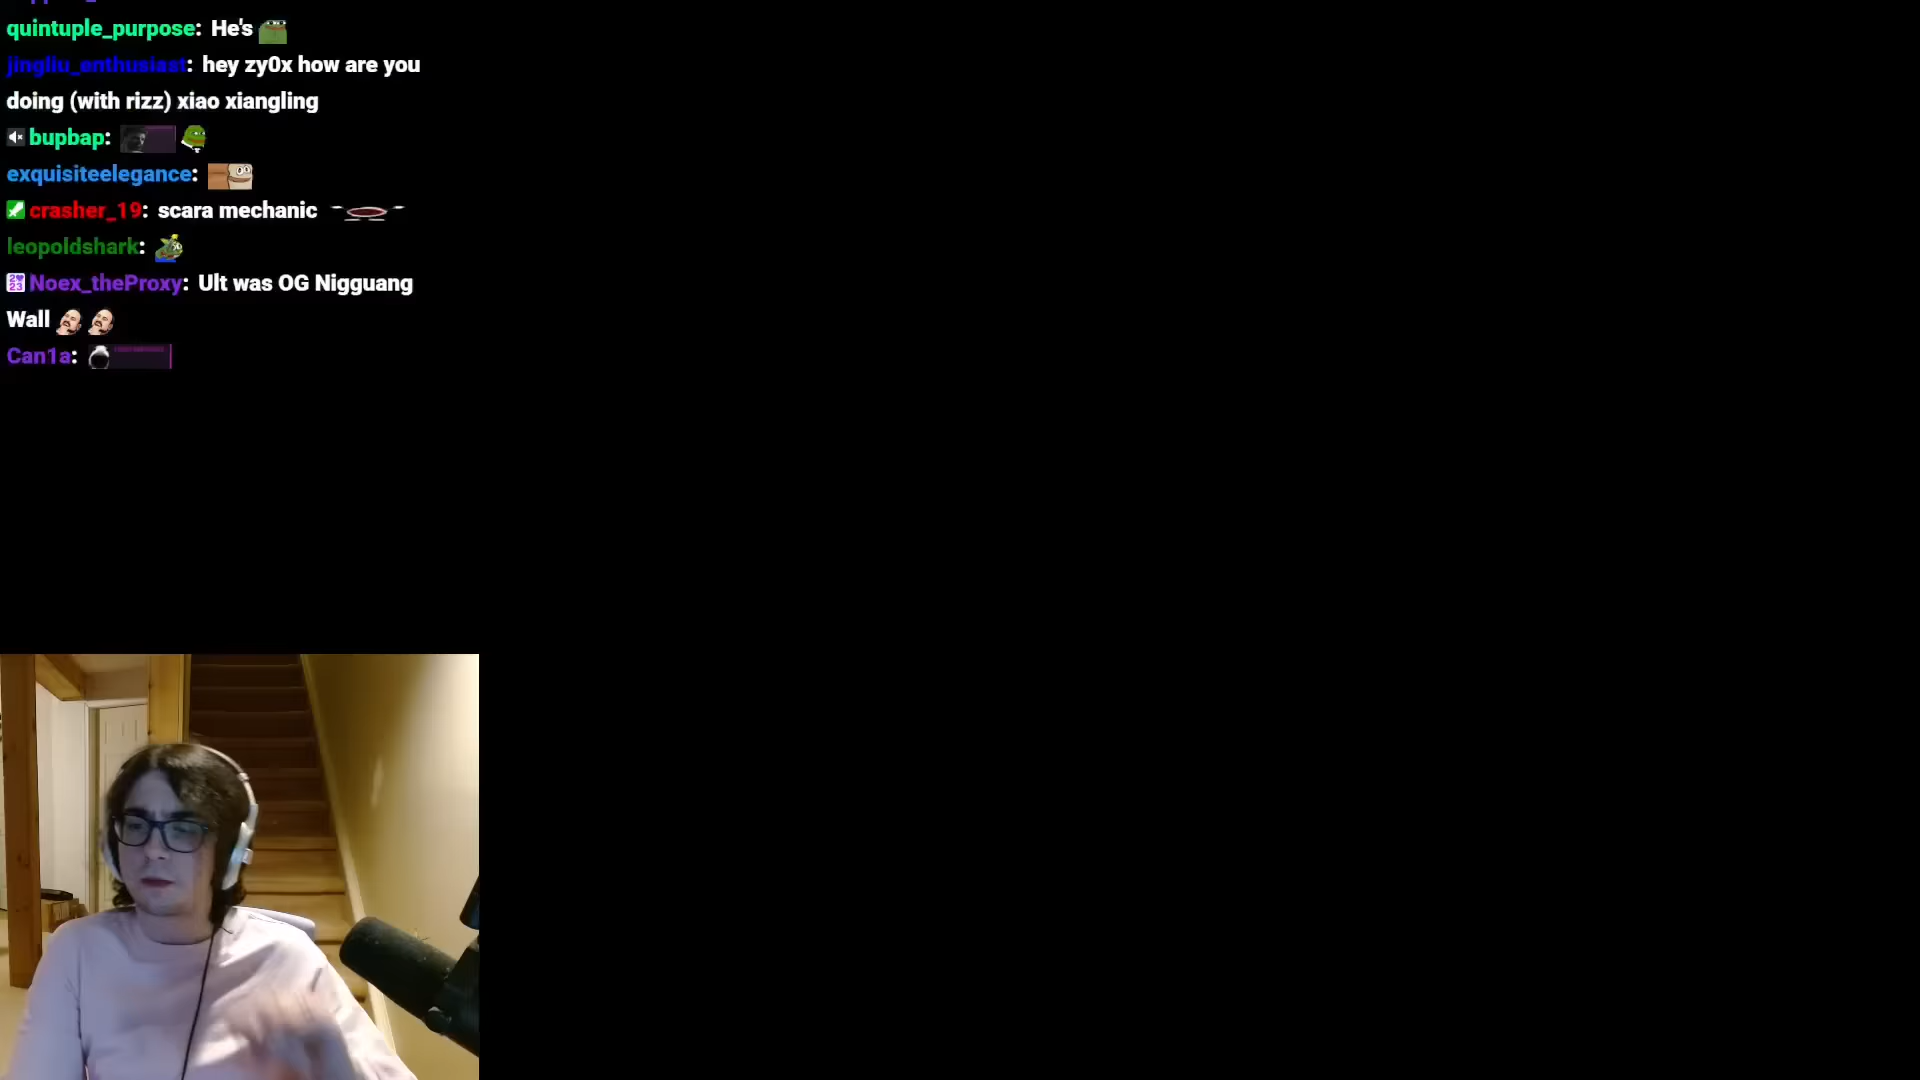 quintuple_purpose: He's
jingliu_enthusiast: hey zy0x how are you
doing (with rizz) xiao xiangling
bupbap:
exquisiteelegance:
crasher_19: scara mechanic
leopoldshark:
Noex_theProxy: Ult was OG Nigguang
Wall
Can1a: